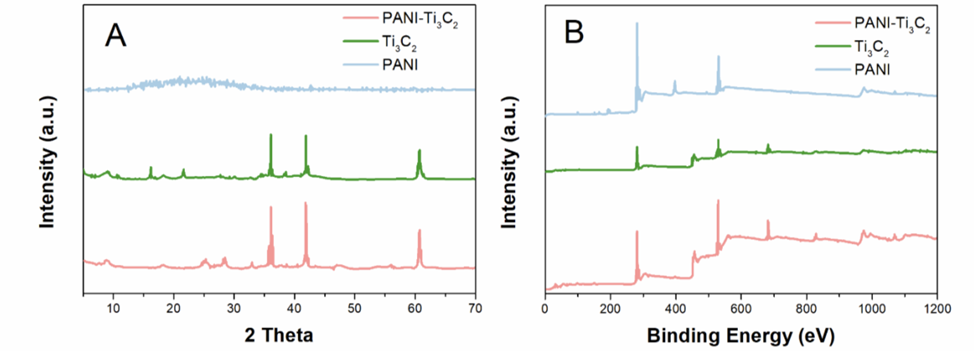 A
PANI-Ti₃C₂
Ti₃C₂
PANI
Intensity (a.u.)
10 20 30 40 50 60 70
2 Theta
B
PANI-Ti₃C₂
Ti₃C₂
PANI
Intensity (a.u.)
0 200 400 600 800 1000 1200
Binding Energy (eV)